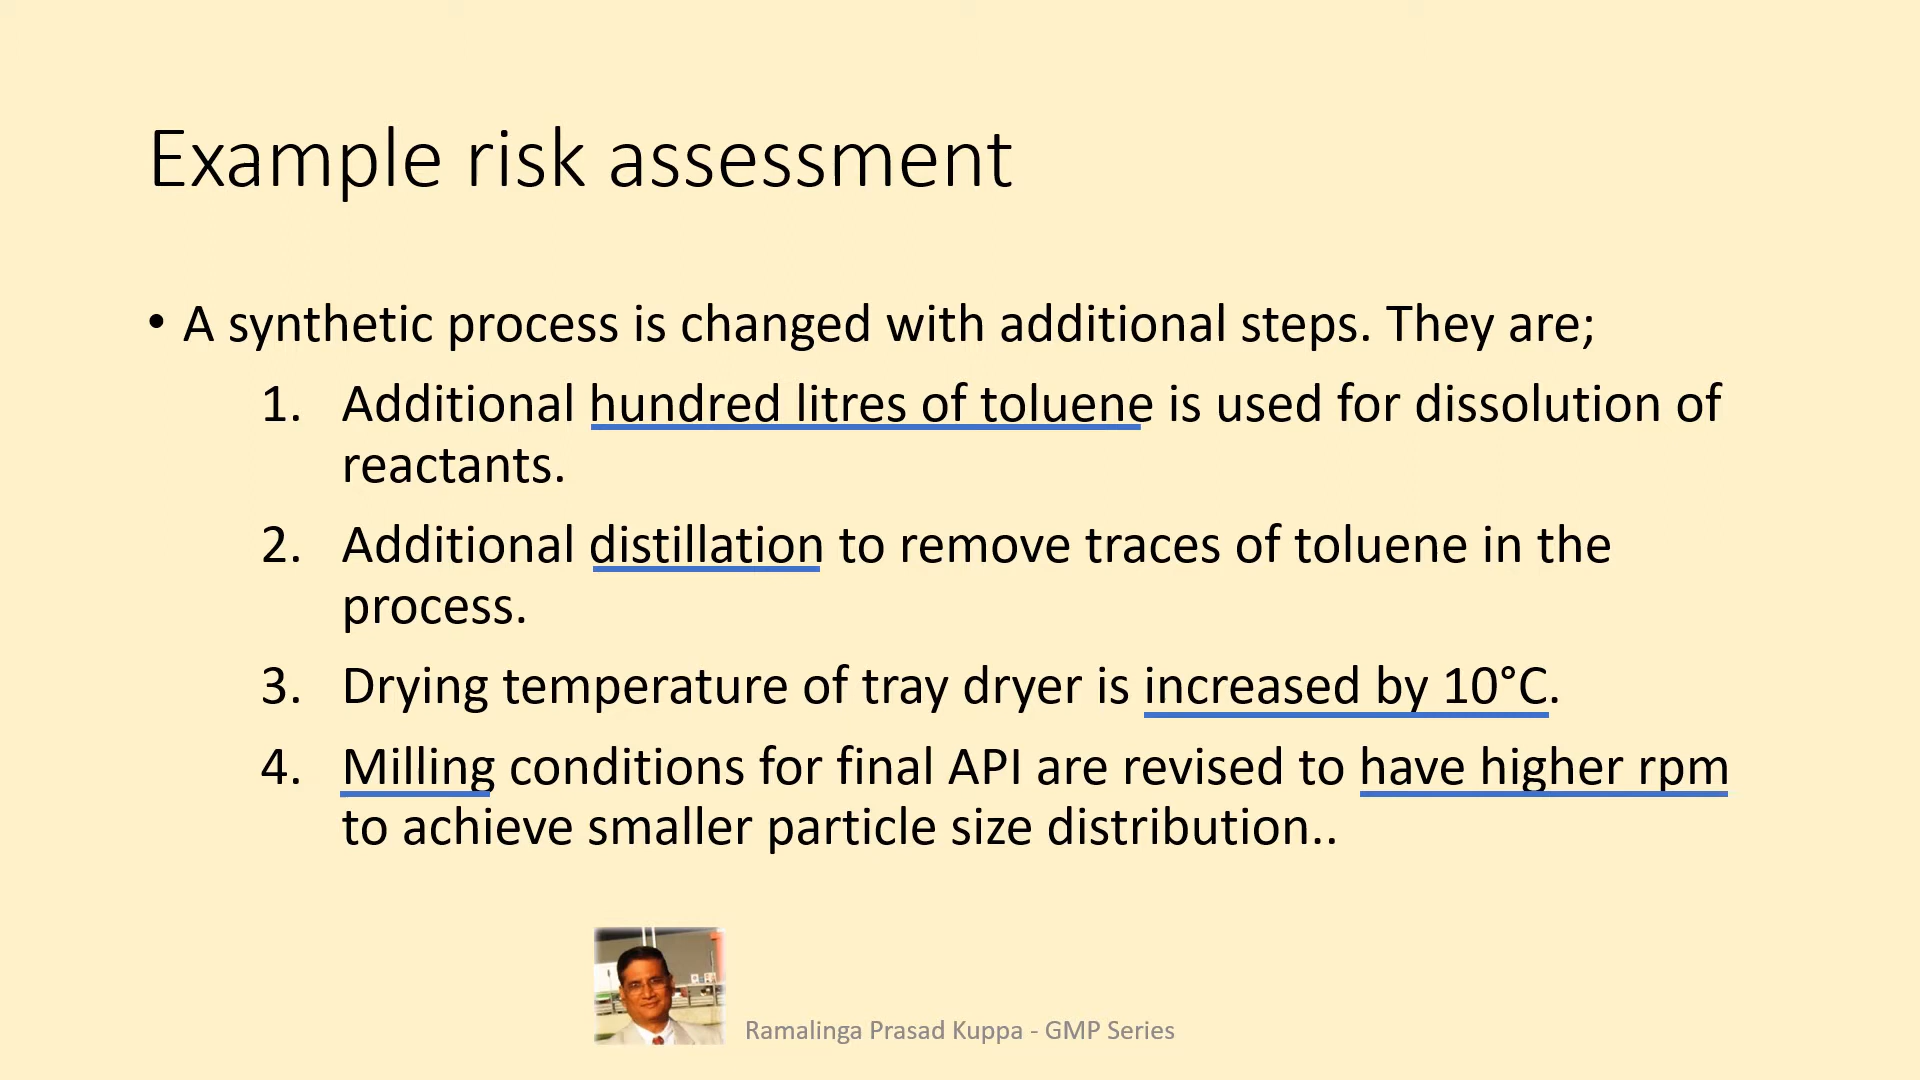 Example risk assessment
• A synthetic process is changed with additional steps. They are;
1. Additional hundred litres of toluene is used for dissolution of
reactants.
2. Additional distillation to remove traces of toluene in the
process.
3. Drying temperature of tray dryer is increased by 10°C.
4. Milling conditions for final API are revised to have higher rpm
to achieve smaller particle size distribution..
Ramalinga Prasad Kuppa - GMP Series